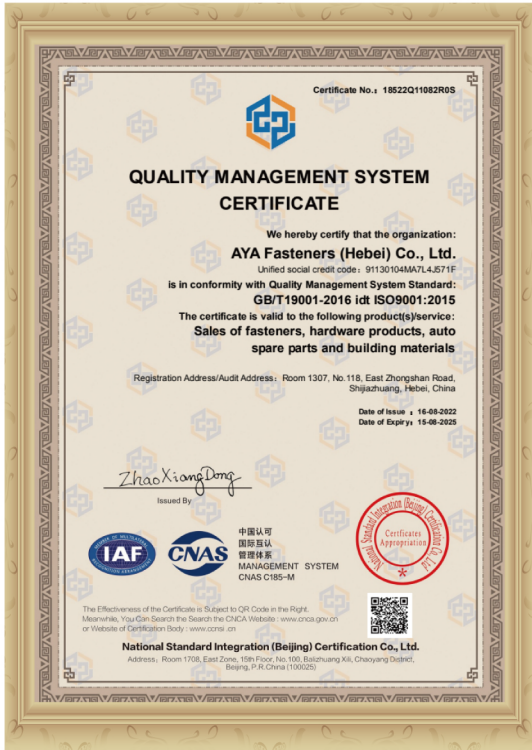 Certificate No.: 18522Q11082R0S
QUALITY MANAGEMENT SYSTEM
CERTIFICATE
We hereby certify that the organization:
AYA Fasteners (Hebei) Co., Ltd.
Unified social credit code: 91130104MA7L4J571F
is in conformity with Quality Management System Standard:
GB/T19001-2016 idt ISO9001:2015
The certificate is valid to the following product(s)/service:
Sales of fasteners, hardware products, auto
spare parts and building materials
Registration Address/Audit Address: Room 1307, No.118, East Zhongshan Road,
Shijiazhuang, Hebei, China
Date of Issue : 16-08-2022
Date of Expiry: 15-08-2025
ZhaoXiangDong
Issued By
MEMBER OF MULTILATERAL
IAF
RECOGNITION ARRANGEMENT
CNAS
中国认可
国际互认
管理体系
MANAGEMENT SYSTEM
CNAS C185-M
National Standard Integration (Beijing) Certification Co., Ltd
Certficates
Appropriation
The Effectiveness of the Certificate is Subject to QR Code in the Right.
Meanwhile, You Can Search the Search the CNCA Website : www.cnca.gov.cn
or Website of Certification Body : www.ccnsi .cn
National Standard Integration (Beijing) Certification Co., Ltd.
Address: Room 1708, East Zone, 15th Floor, No.100, Balizhuang Xili, Chaoyang District,
Beijing, P.R.China (100025)